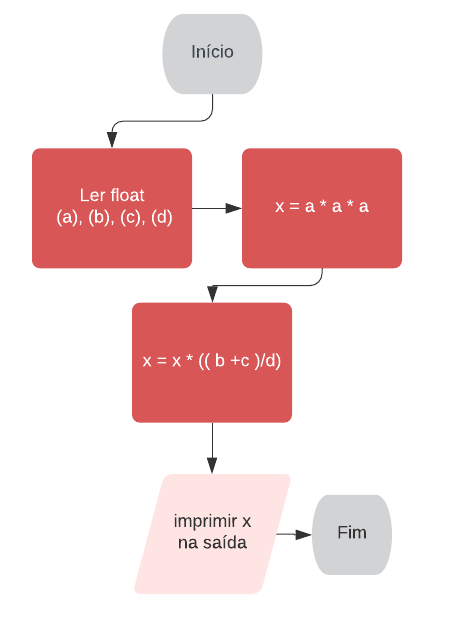 Início
Ler float
(a), (b), (c), (d)
x = a * a * a
x = x * (( b +c )/d)
imprimir x
na saída
Fim